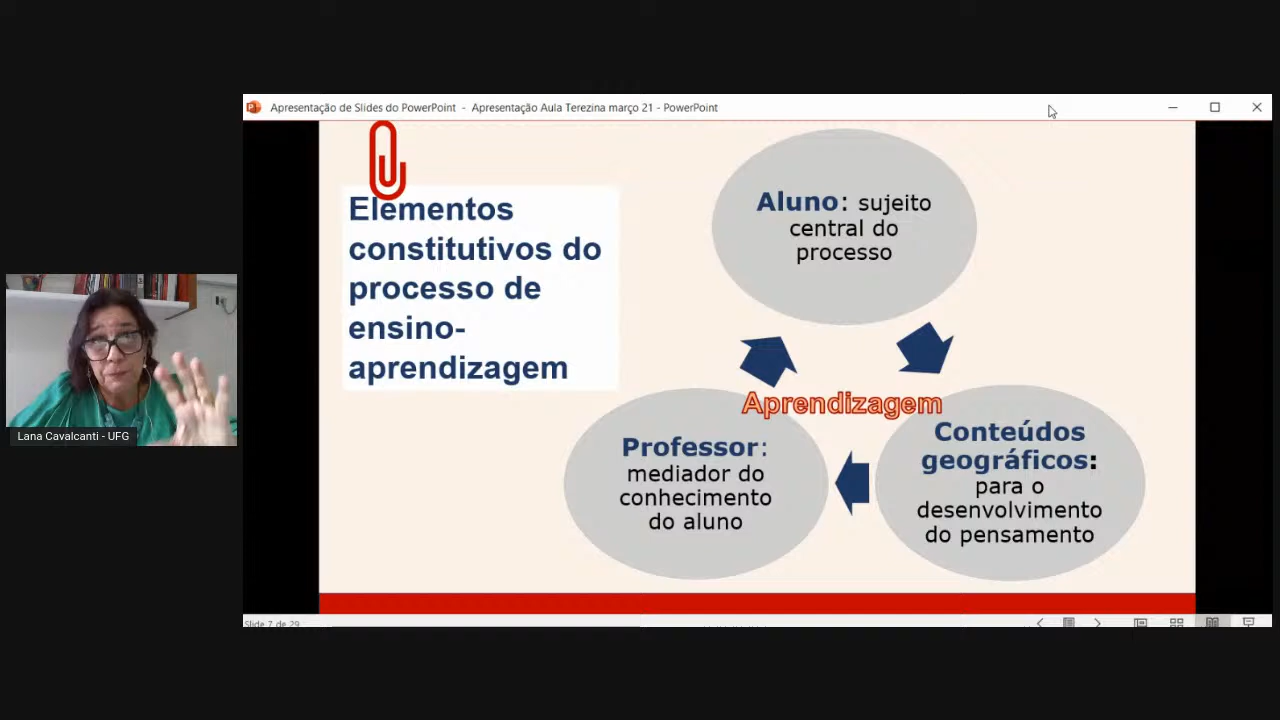 Apresentação de Slides do PowerPoint - Apresentação Aula Terezina março 21 - PowerPoint
Elementos
constitutivos do
processo de
ensino-
aprendizagem
Aluno: sujeito
central do
processo
Aprendizagem
Professor:
mediador do
conhecimento
do aluno
Conteúdos
geográficos:
para o
desenvolvimento
do pensamento
Lana Cavalcanti - UFG
Slide 7 de 29